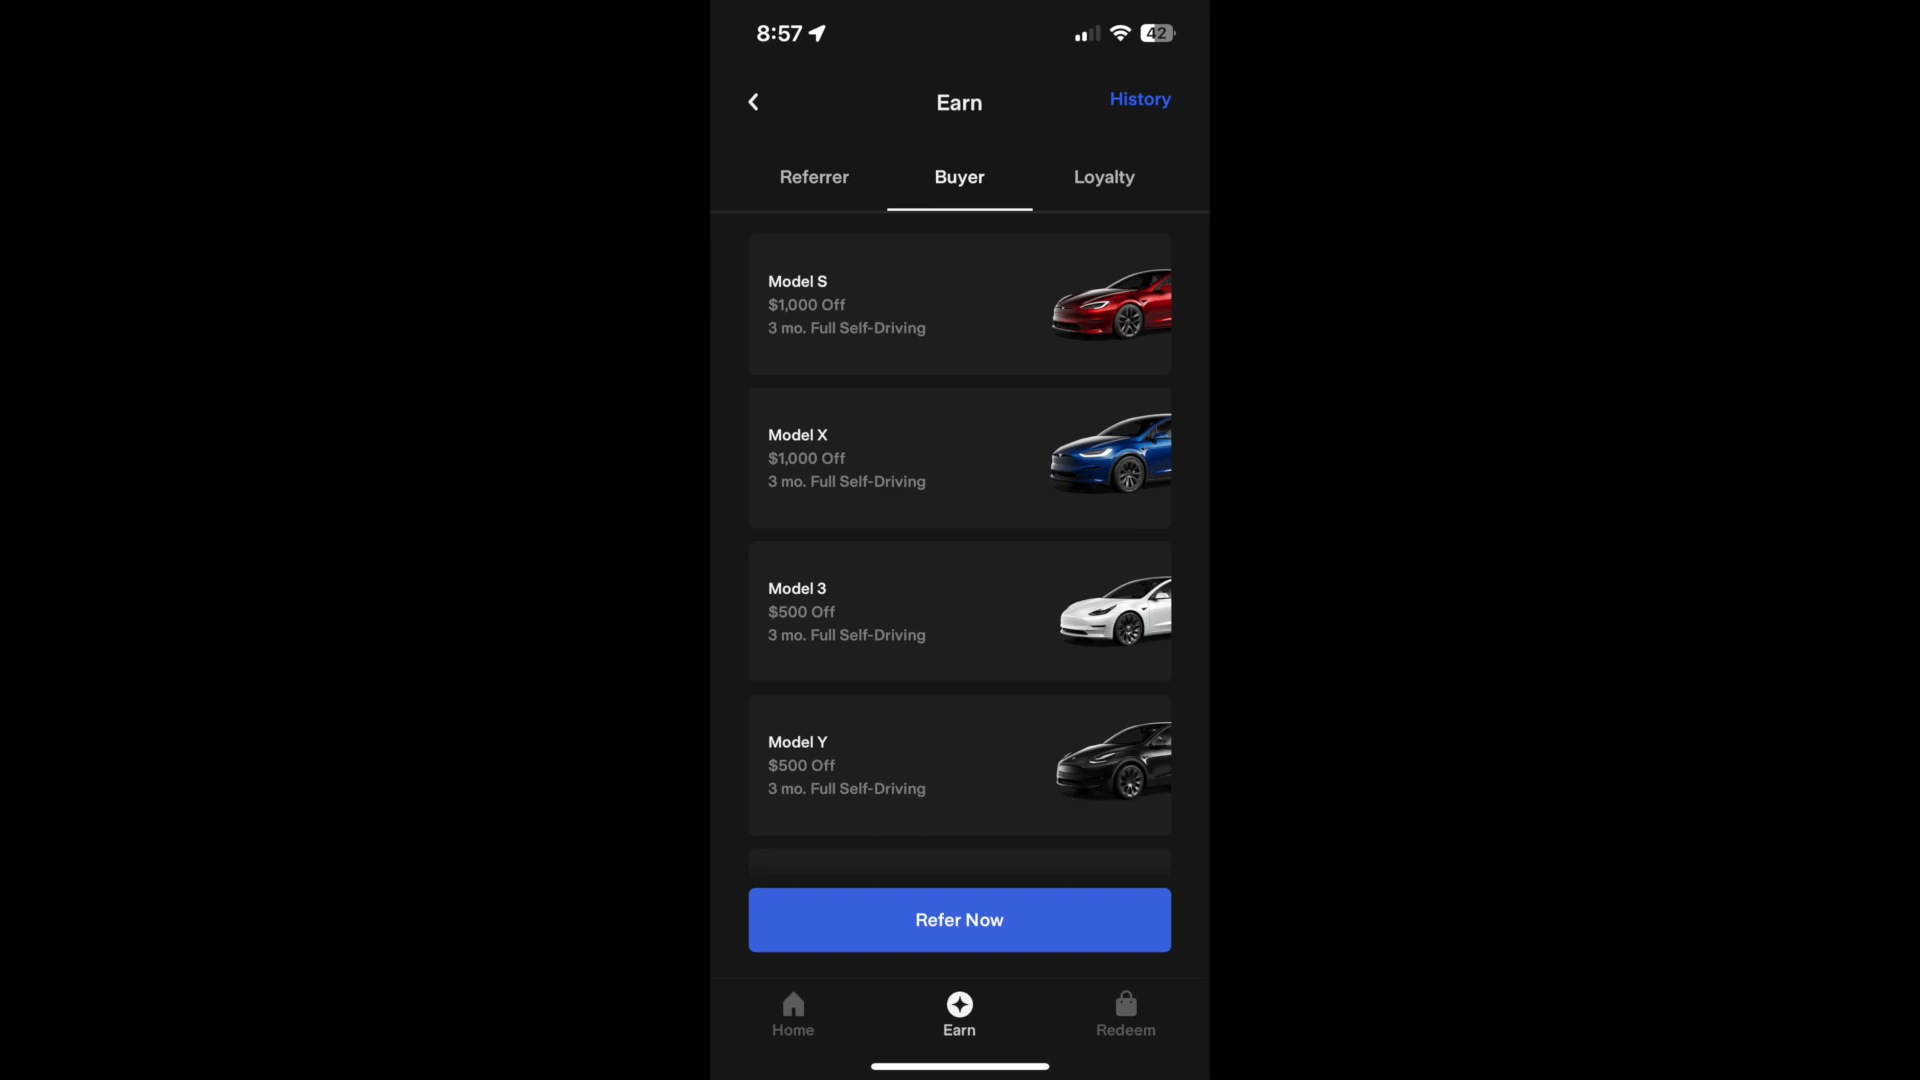 8:57
42
Earn
History
Referrer
Buyer
Loyalty
Model S
$1,000 Off
3 mo. Full Self-Driving
Model X
$1,000 Off
3 mo. Full Self-Driving
Model 3
$500 Off
3 mo. Full Self-Driving
Model Y
$500 Off
3 mo. Full Self-Driving
Refer Now
Home
Earn
Redeem